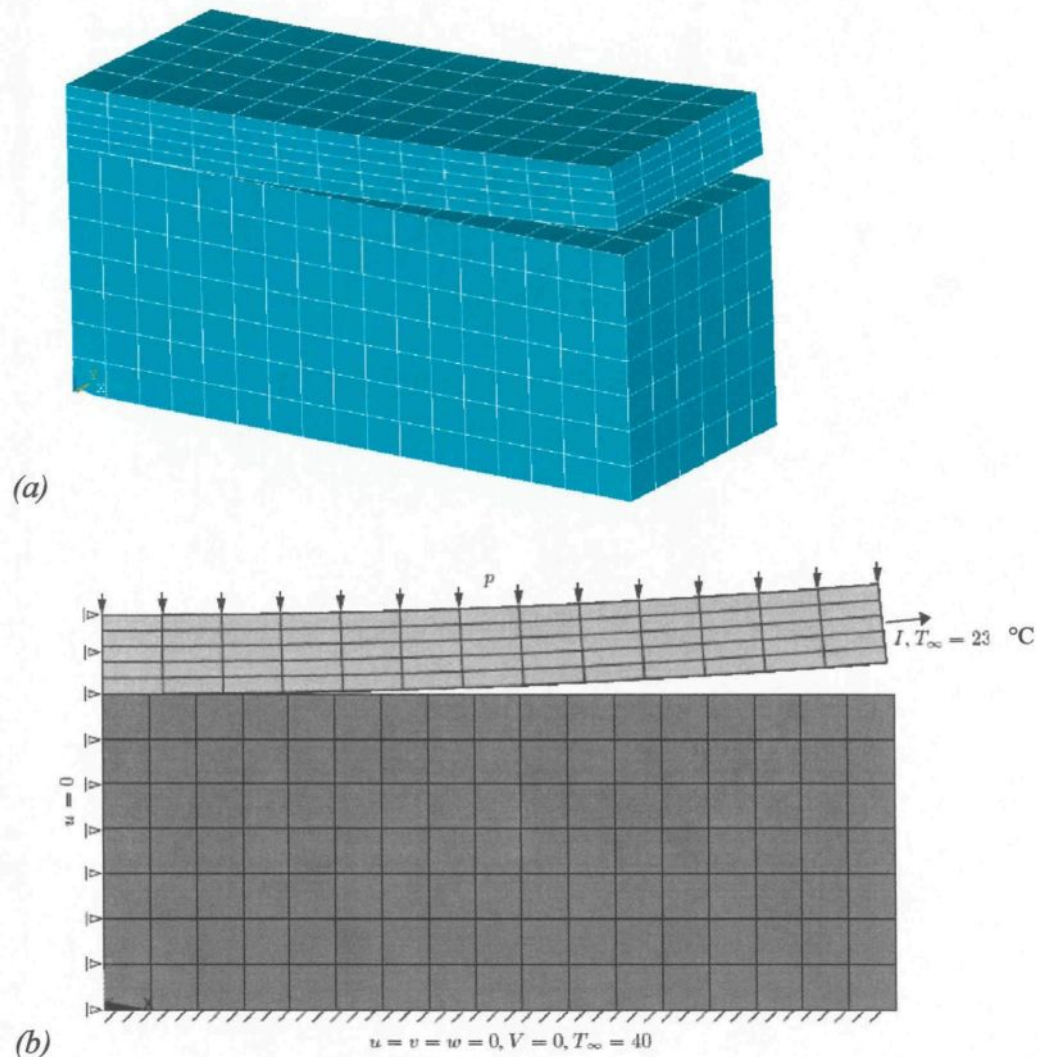 Y
(a)
p
I, T∞ = 23 °C
u = 0
X
u = v = w = 0, V = 0, T∞ = 40
(b)